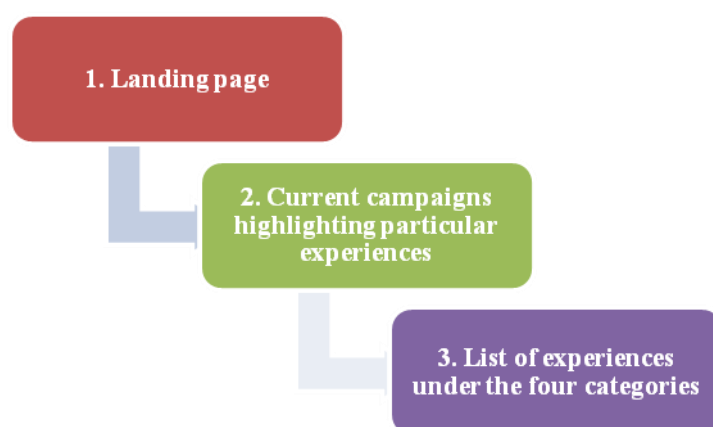 1. Landing page
2. Current campaigns
highlighting particular
experiences
3. List of experiences
under the four categories